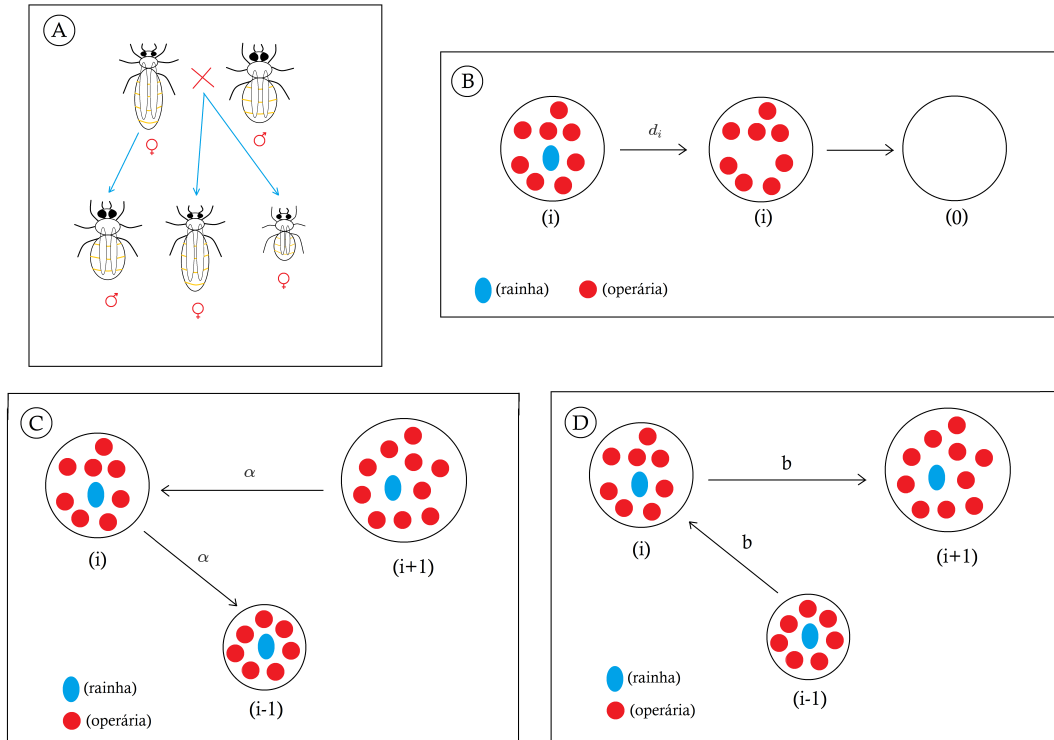 A
♀
♂
♂
♀
♀
B
d_i
(i)
(i)
(0)
(rainha) (operária)
C
α
(i)
α
(i+1)
(i-1)
(rainha)
(operária)
D
b
(i)
b
(i+1)
(i-1)
(rainha)
(operária)